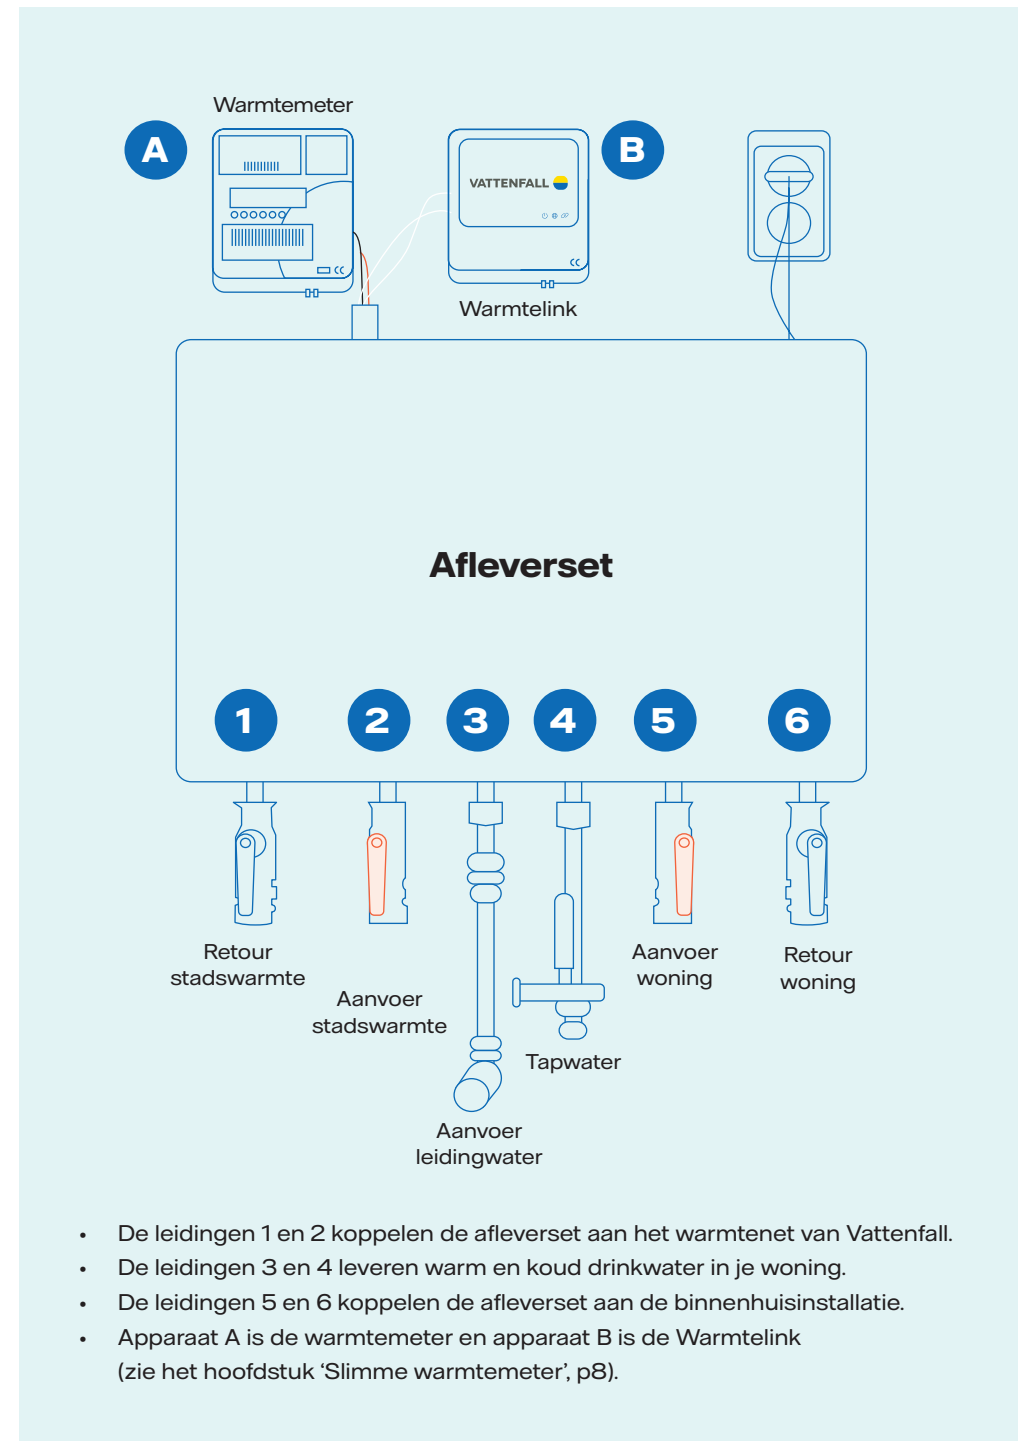 Warmtemeter
A
B
VATTENFALL
CE
CE
Warmtelink
Afleverset
1 2 3 4 5 6
Retour
stadswarmte
Aanvoer
stadswarmte
Aanvoer
leidingwater
Tapwater
Aanvoer
woning
Retour
woning
• De leidingen 1 en 2 koppelen de afleverset aan het warmtenet van Vattenfall.
• De leidingen 3 en 4 leveren warm en koud drinkwater in je woning.
• De leidingen 5 en 6 koppelen de afleverset aan de binnenhuisinstallatie.
• Apparaat A is de warmtemeter en apparaat B is de Warmtelink
(zie het hoofdstuk ‘Slimme warmtemeter’, p8).